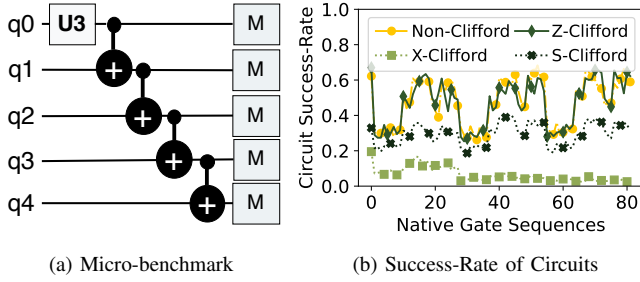 q0 U3 M
q1 M
q2 M
q3 M
q4 M
(a) Micro-benchmark
Circuit Success-Rate
1.0
0.8
0.6
0.4
0.2
0.0
Non-Clifford Z-Clifford
X-Clifford S-Clifford
0 20 40 60 80
Native Gate Sequences
(b) Success-Rate of Circuits